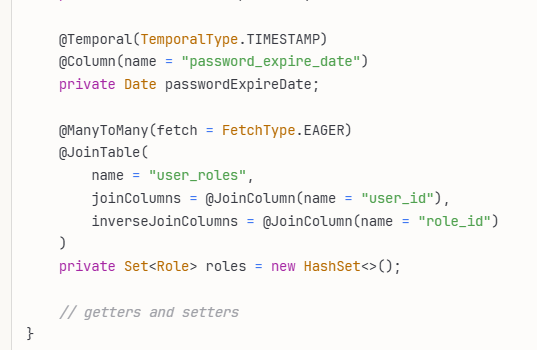 @Temporal(TemporalType.TIMESTAMP)
    @Column(name = "password_expire_date")
    private Date passwordExpireDate;

    @ManyToMany(fetch = FetchType.EAGER)
    @JoinTable(
        name = "user_roles",
        joinColumns = @JoinColumn(name = "user_id"),
        inverseJoinColumns = @JoinColumn(name = "role_id")
    )
    private Set<Role> roles = new HashSet<>();

    // getters and setters
}